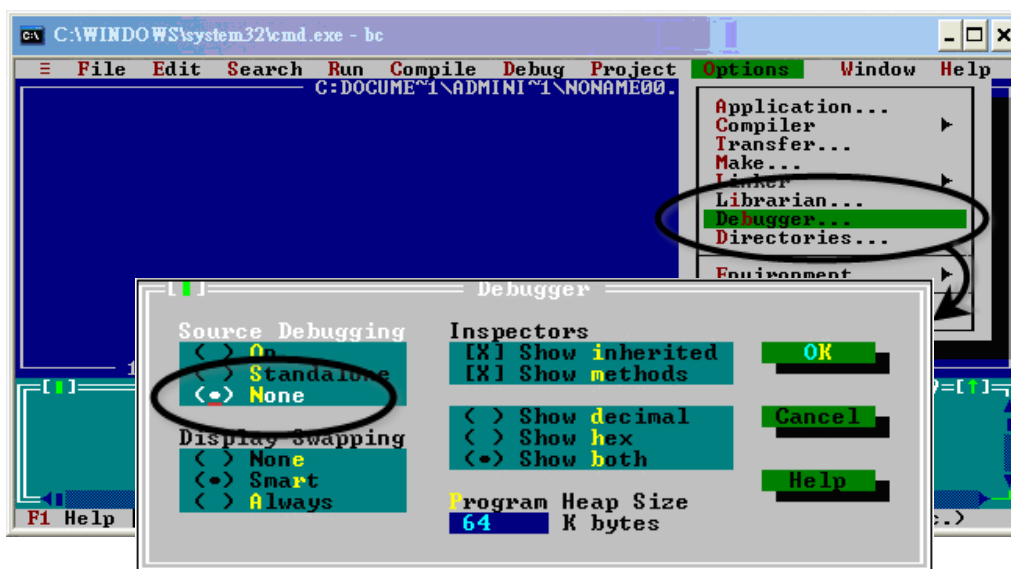 C:\WINDOWS\system32\cmd.exe - bc
≡ File Edit Search Run Compile Debug Project Options Window Help
C:DOCUME~1\ADMINI~1\NONAME00.
Application...
Compiler
Transfer...
Make...
Linker
Librarian...
Debugger...
Directories...
Environment
Debugger
Source Debugging
( ) On
( ) Standalone
(•) None
Display Swapping
( ) None
(•) Smart
( ) Always
Inspectors
[X] Show inherited
[X] Show methods
( ) Show decimal
( ) Show hex
(•) Show both
Program Heap Size
64 K bytes
OK
Cancel
Help
F1 Help